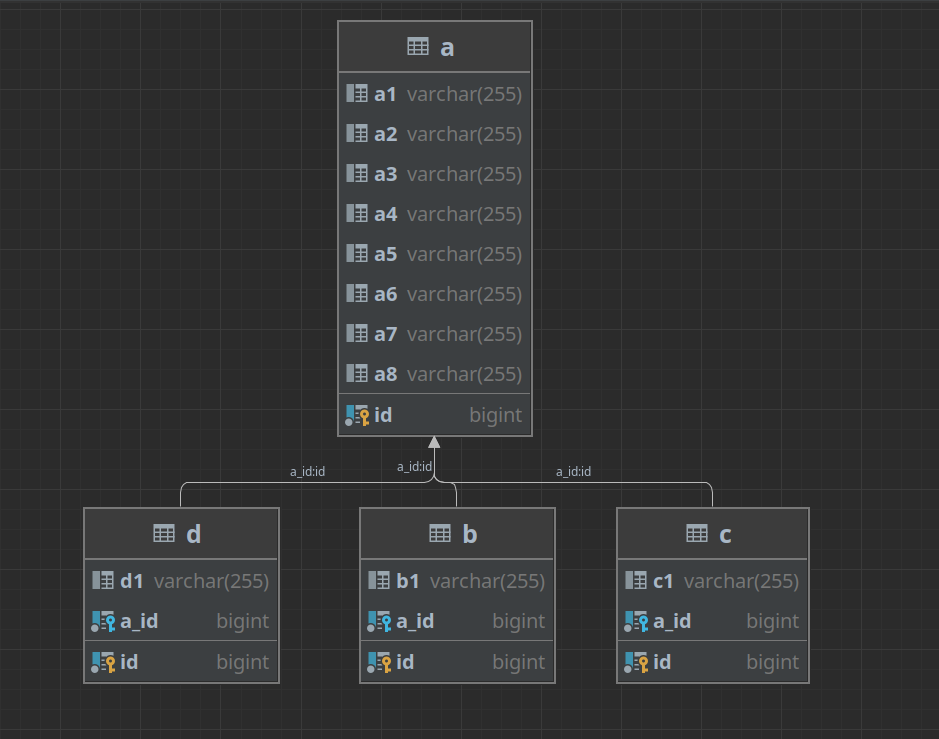 a
a1 varchar(255)
a2 varchar(255)
a3 varchar(255)
a4 varchar(255)
a5 varchar(255)
a6 varchar(255)
a7 varchar(255)
a8 varchar(255)
id bigint
a_id:id
a_id:id
a_id:id
d
d1 varchar(255)
a_id bigint
id bigint
b
b1 varchar(255)
a_id bigint
id bigint
c
c1 varchar(255)
a_id bigint
id bigint